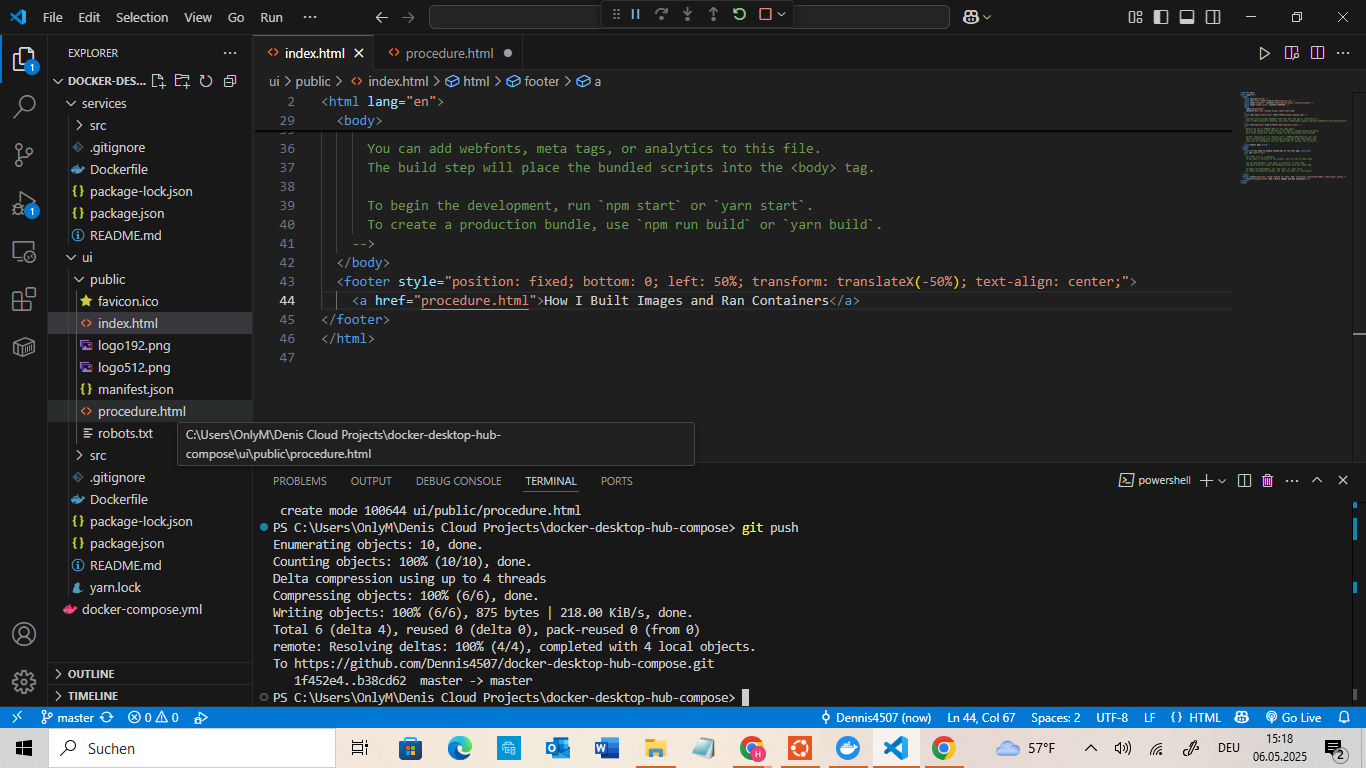 File Edit Selection View Go Run ···
EXPLORER ···
index.html
procedure.html
DOCKER-DES...
ui > public > index.html > html > footer > a
services
src
.gitignore
Dockerfile
package-lock.json
package.json
README.md
ui
public
favicon.ico
index.html
logo192.png
logo512.png
manifest.json
procedure.html
robots.txt
src
.gitignore
Dockerfile
package-lock.json
package.json
README.md
yarn.lock
docker-compose.yml
OUTLINE
TIMELINE
1
1
2 <html lang="en">
29 <body>
36 You can add webfonts, meta tags, or analytics to this file.
37 The build step will place the bundled scripts into the <body> tag.
38
39 To begin the development, run `npm start` or `yarn start`.
40 To create a production bundle, use `npm run build` or `yarn build`.
41 -->
42 </body>
43 <footer style="position: fixed; bottom: 0; left: 50%; transform: translateX(-50%); text-align: center;">
44 <a href="procedure.html">How I Built Images and Ran Containers</a>
45 </footer>
46 </html>
47
C:\Users\OnlyM\Denis Cloud Projects\docker-desktop-hub-
compose\ui\public\procedure.html
PROBLEMS OUTPUT DEBUG CONSOLE TERMINAL PORTS
powershell
create mode 100644 ui/public/procedure.html
PS C:\Users\OnlyM\Denis Cloud Projects\docker-desktop-hub-compose> git push
Enumerating objects: 10, done.
Counting objects: 100% (10/10), done.
Delta compression using up to 4 threads
Compressing objects: 100% (6/6), done.
Writing objects: 100% (6/6), 875 bytes | 218.00 KiB/s, done.
Total 6 (delta 4), reused 0 (delta 0), pack-reused 0 (from 0)
remote: Resolving deltas: 100% (4/4), completed with 4 local objects.
To https://github.com/Dennis4507/docker-desktop-hub-compose.git
1f452e4..b38cd62 master -> master
PS C:\Users\OnlyM\Denis Cloud Projects\docker-desktop-hub-compose>
master 0 0 Dennis4507 (now) Ln 44, Col 67 Spaces: 2 UTF-8 LF HTML Go Live
Suchen
H
57°F
DEU
15:18
06.05.2025
2